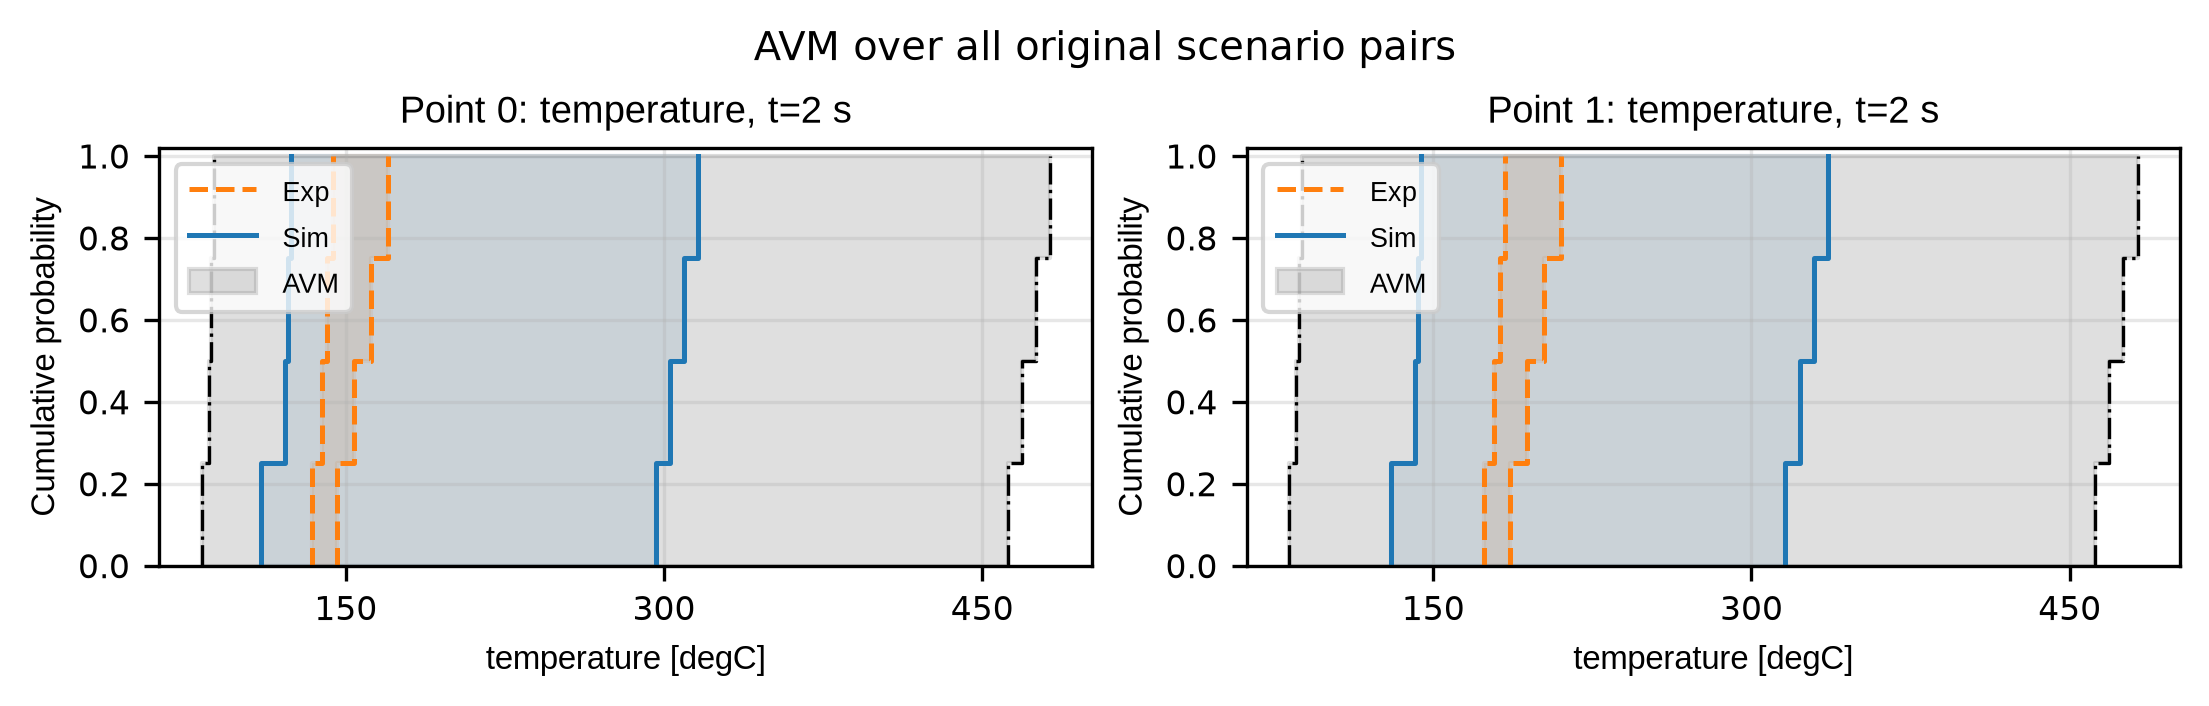 AVM over all original scenario pairs
Point 0: temperature, t=2 s
1.0
0.8
0.6
0.4
0.2
0.0
Cumulative probability
Exp
Sim
AVM
150
300
450
temperature [degC]
Point 1: temperature, t=2 s
1.0
0.8
0.6
0.4
0.2
0.0
Cumulative probability
Exp
Sim
AVM
150
300
450
temperature [degC]